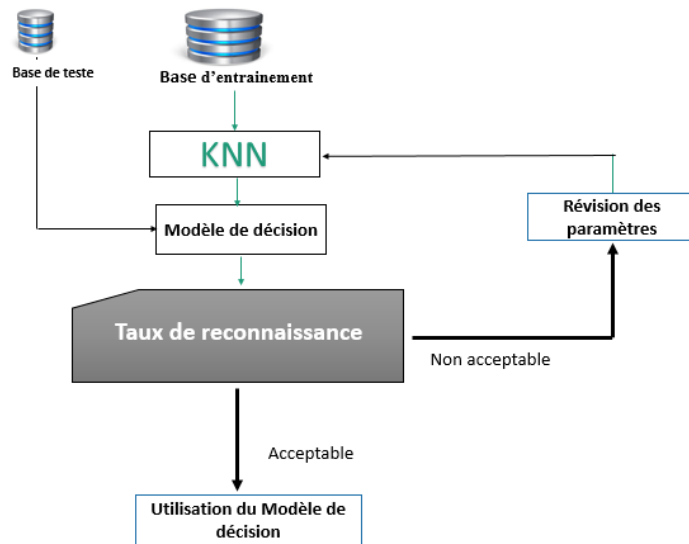 Base de teste
Base d'entrainement
KNN
Modèle de décision
Révision des
paramètres
Taux de reconnaissance
Non acceptable
Acceptable
Utilisation du Modèle de
décision